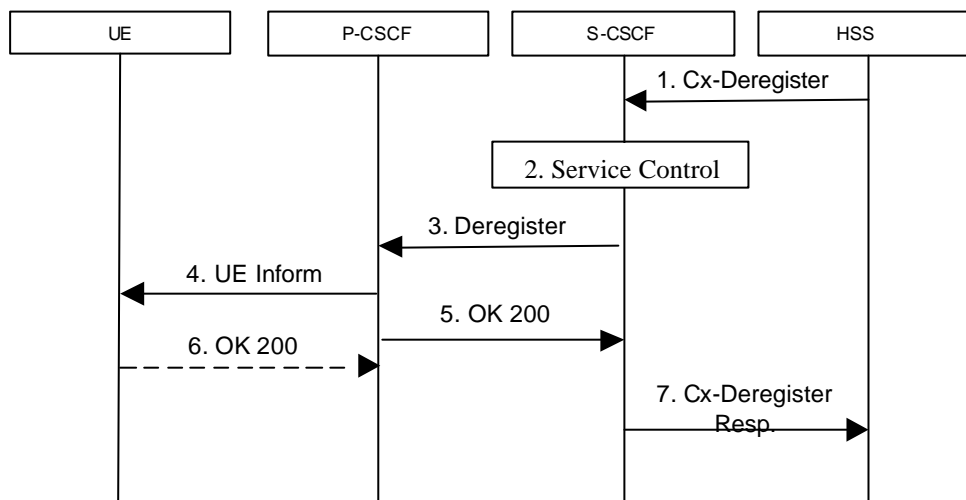 UE
P-CSCF
S-CSCF
HSS
1. Cx-Deregister
2. Service Control
3. Deregister
4. UE Inform
5. OK 200
6. OK 200
7. Cx-Deregister
Resp.